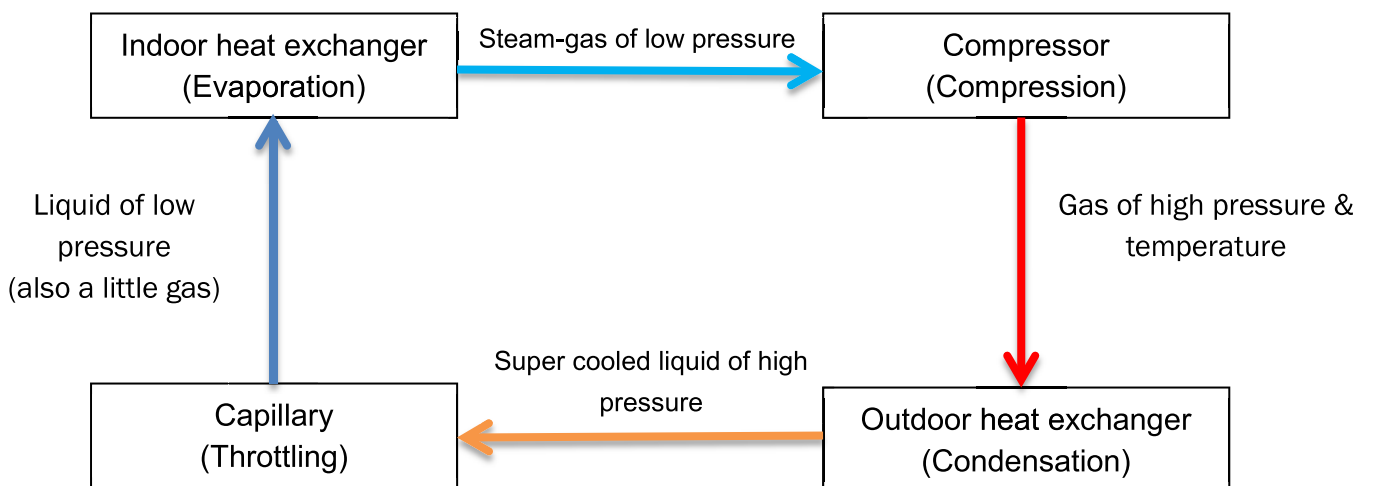 Indoor heat exchanger
(Evaporation)
Steam-gas of low pressure
Compressor
(Compression)
Liquid of low
pressure
(also a little gas)
Gas of high pressure &
temperature
Super cooled liquid of high
pressure
Capillary
(Throttling)
Outdoor heat exchanger
(Condensation)